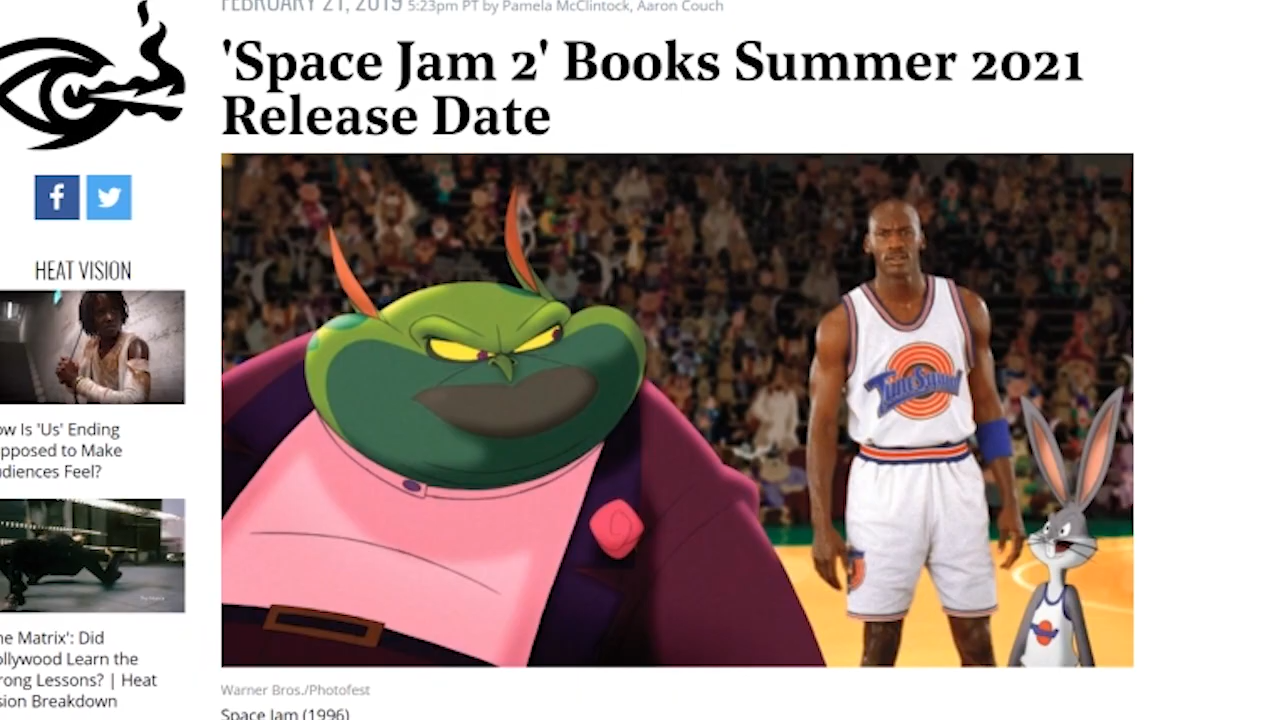 FEBRUARY 21, 2019 5:23pm PT by Pamela McClintock, Aaron Couch
'Space Jam 2' Books Summer 2021
Release Date
HEAT VISION
ow Is 'Us' Ending
pposed to Make
udiences Feel?
ne Matrix': Did
ollywood Learn the
rong Lessons? | Heat
sion Breakdown
Tune Squad
Warner Bros./Photofest
Space Jam (1996)